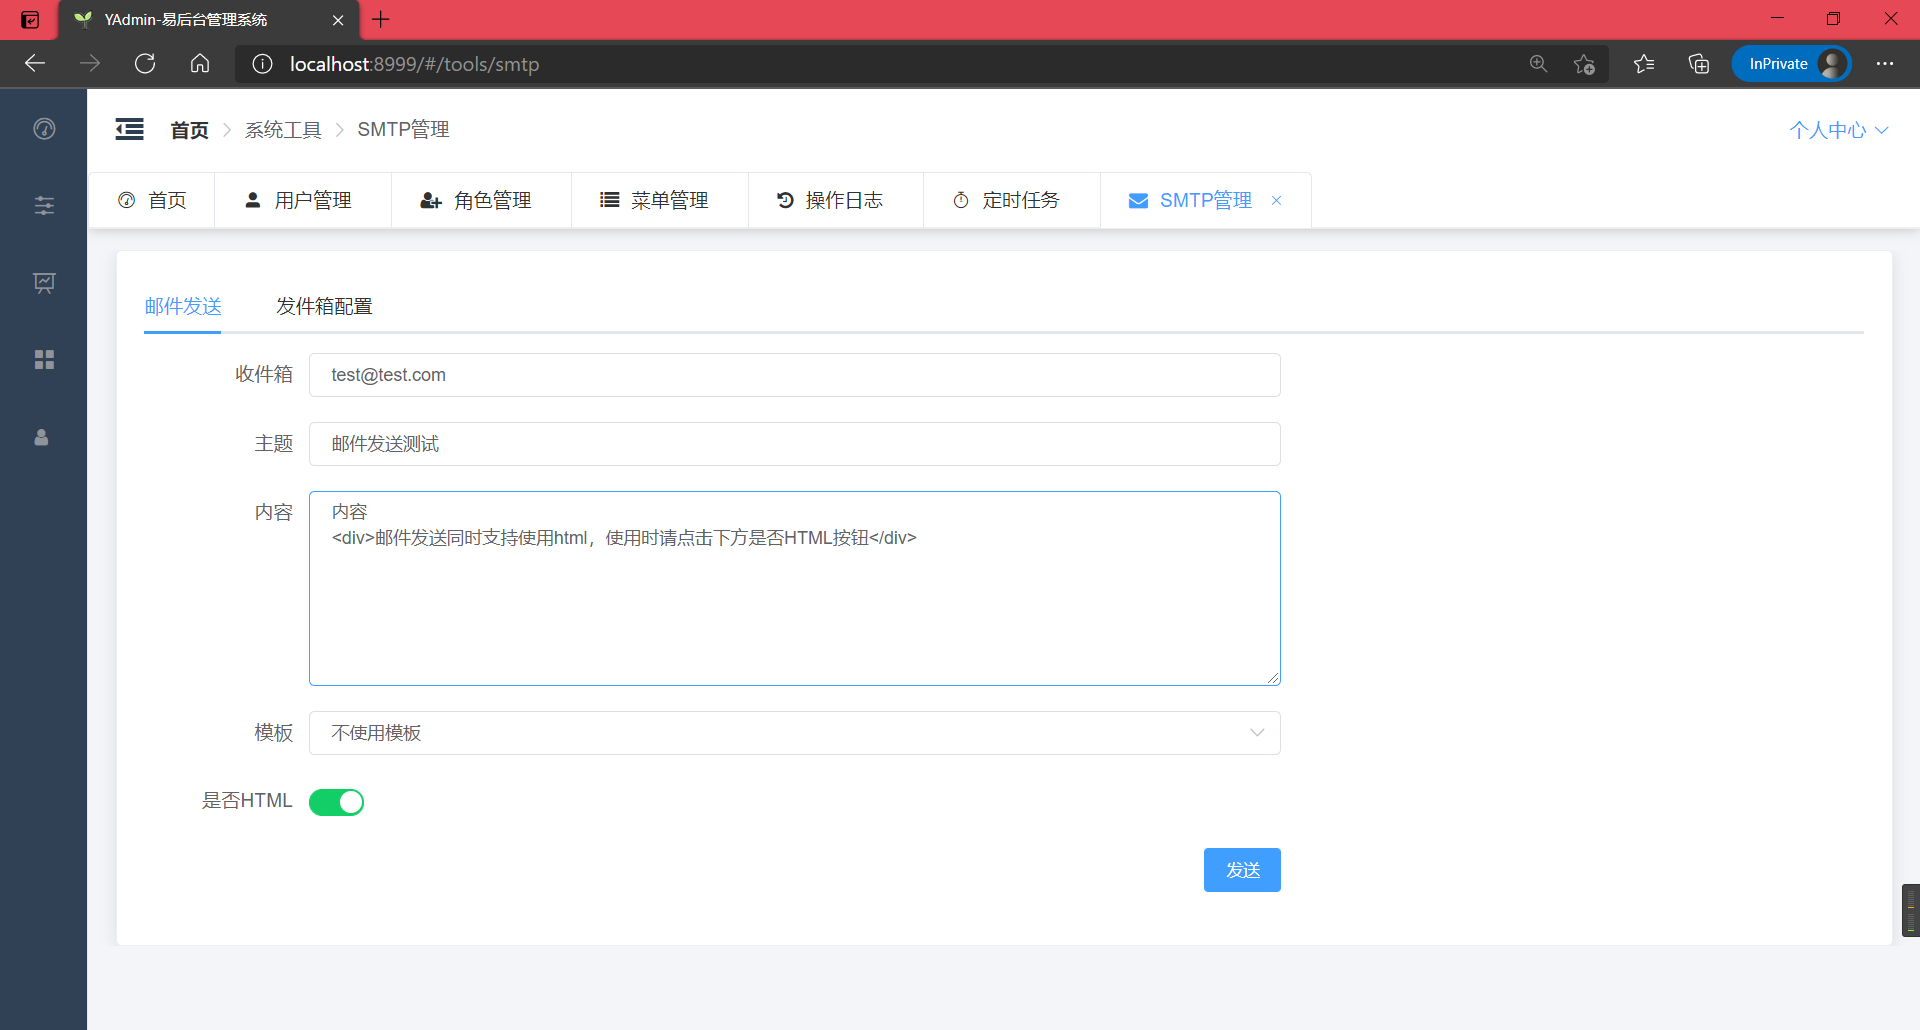 YAdmin-易后台管理系统
localhost:8999/#/tools/smtp
InPrivate
首页 系统工具 SMTP管理
个人中心
首页 用户管理 角色管理 菜单管理 操作日志 定时任务 SMTP管理
邮件发送 发件箱配置
收件箱 test@test.com
主题 邮件发送测试
内容 内容
<div>邮件发送同时支持使用html，使用时请点击下方是否HTML按钮</div>
模板 不使用模板
是否HTML
发送